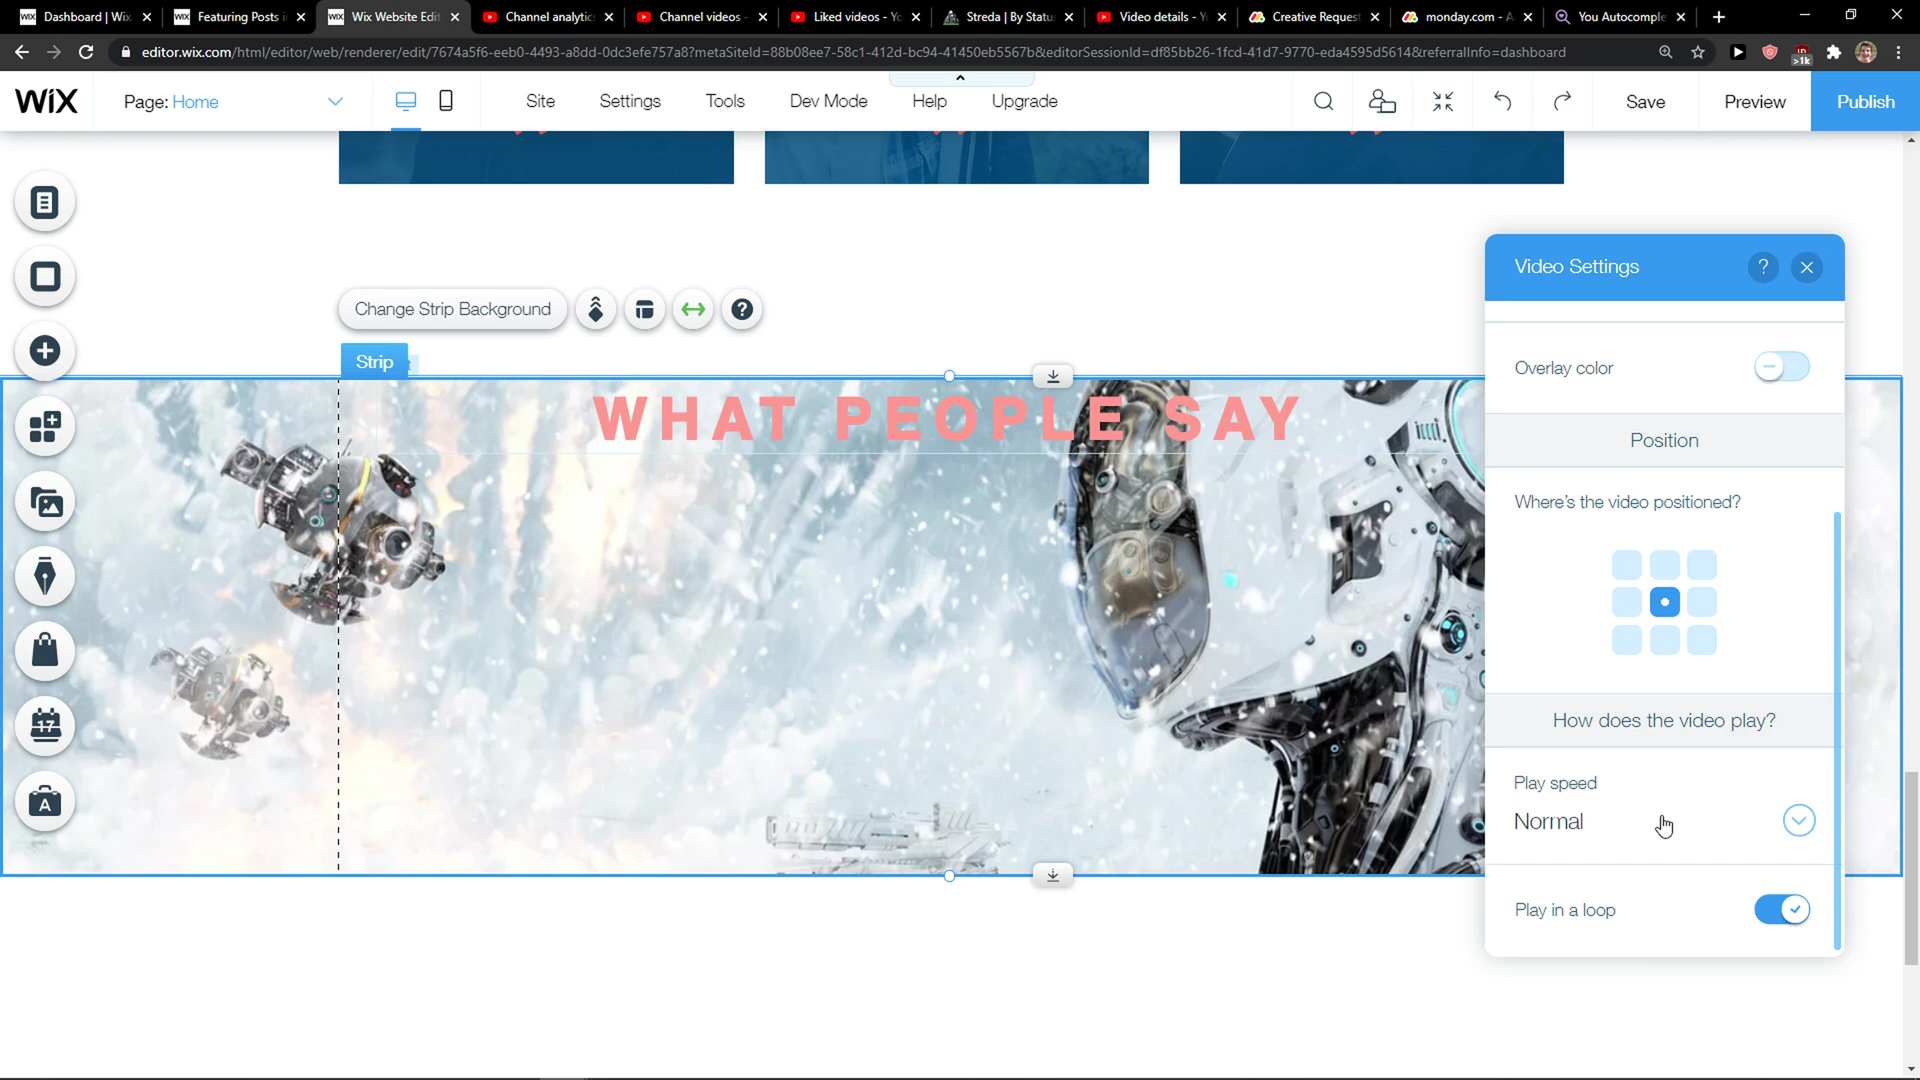 Dashboard | Wix
Featuring Posts i
Wix Website Edit
Channel analytic
Channel videos - 
Liked videos - Yo
Streda | By Statu
Video details - Y
Creative Request
monday.com - A
You Autocomple
editor.wix.com/html/editor/web/renderer/edit/7674a5f6-eeb0-4493-a8dd-0dc3efe757a8?metaSiteId=88b08ee7-58c1-412d-bc94-41450eb5567b&editorSessionId=df85bb26-1fcd-41d7-9770-eda4595d5614&referralInfo=dashboard
>1k
WiX
Page: Home
Site
Settings
Tools
Dev Mode
Help
Upgrade
Save
Preview
Publish
Change Strip Background
Strip
WHAT PEOPLE SAY
17
A
Video Settings
?
Overlay color
Position
Where's the video positioned?
How does the video play?
Play speed
Normal
Play in a loop